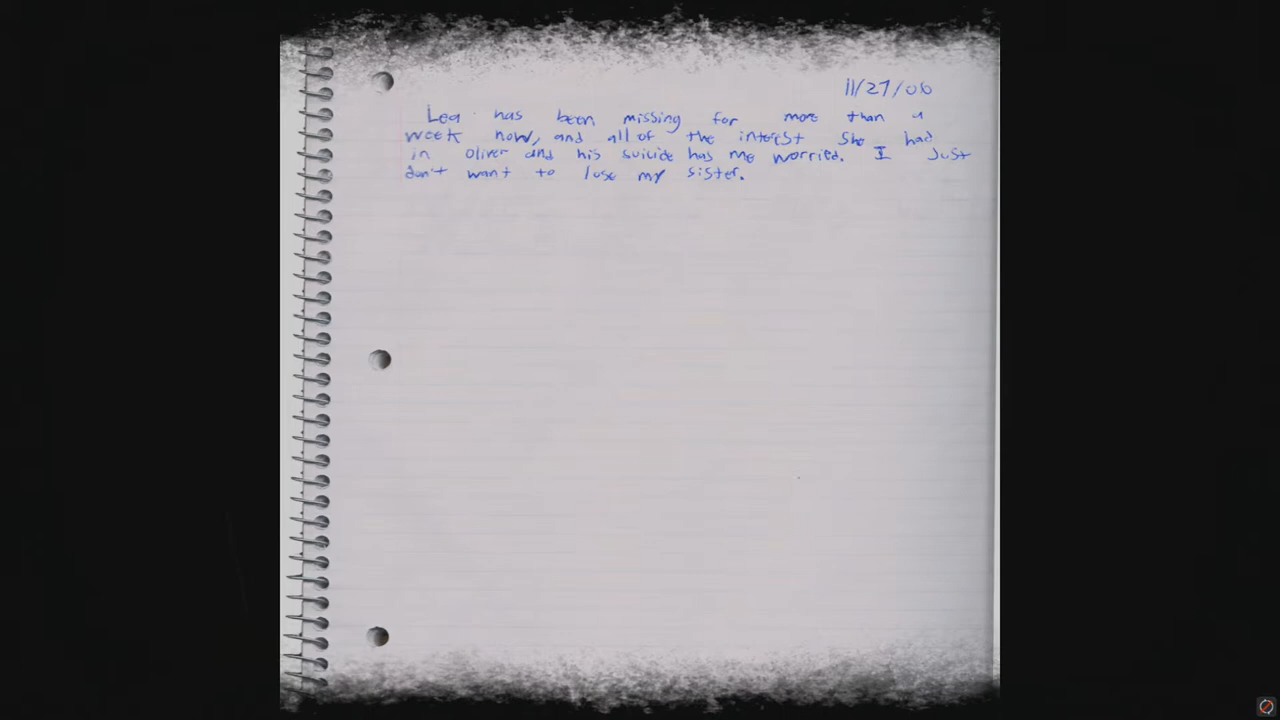 11/27/06
Lea has been missing for more than a
week now, and all of the interest she had
in oliver and his suicide has me worried. I just
don't want to lose my sister.